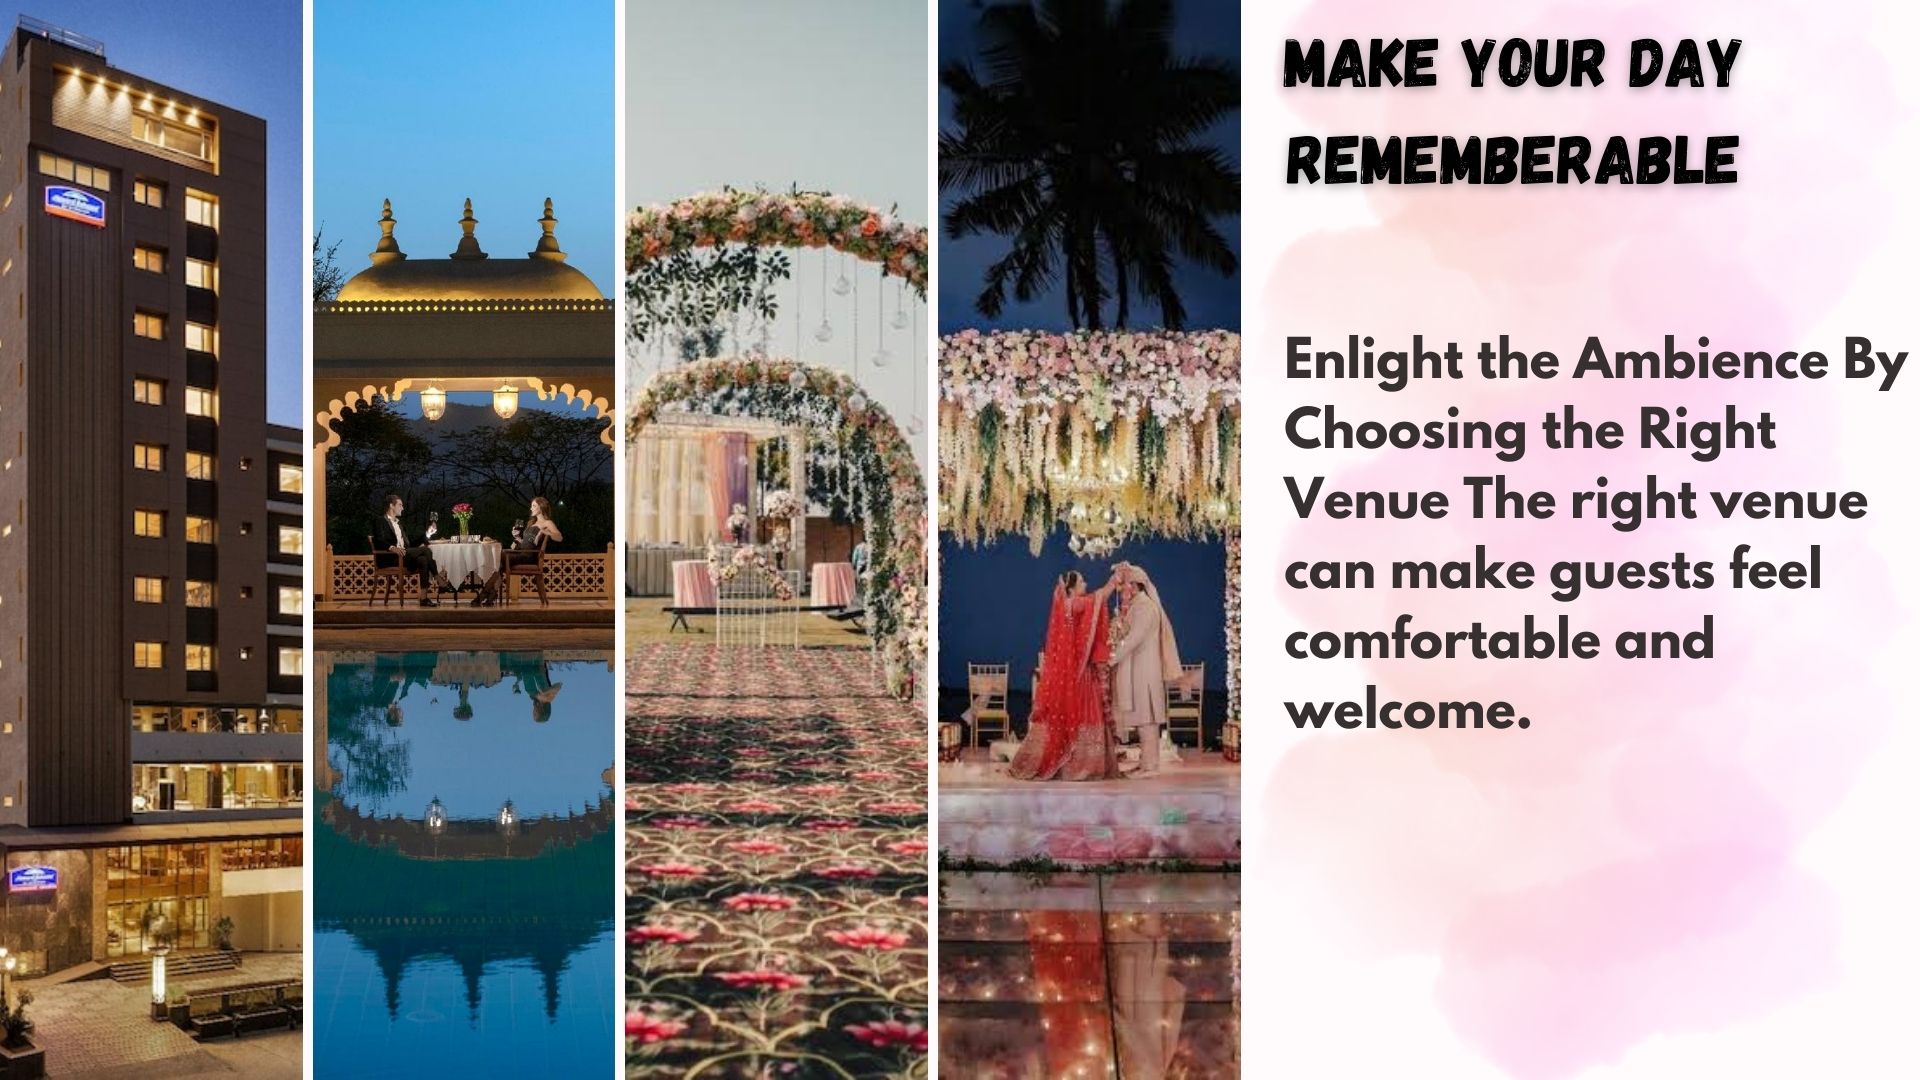 MAKE YOUR DAY
REMEMBERABLE
Enlight the Ambience By
Choosing the Right
Venue The right venue
can make guests feel
comfortable and
welcome.